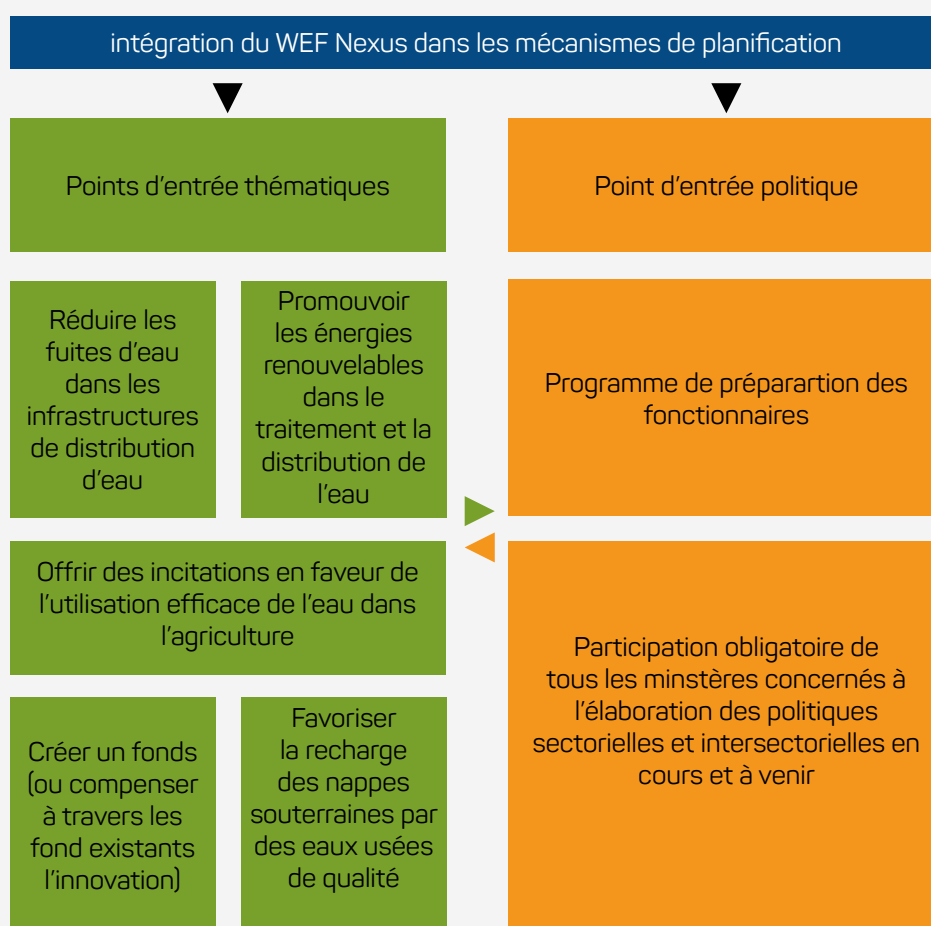 intégration du WEF Nexus dans les mécanismes de planification
Points d'entrée thématiques
Point d'entrée politique
Réduire les
fuites d'eau
dans les
infrastructures
de distribution
d'eau
Promouvoir
les énergies
renouvelables
dans le
traitement et la
distribution de
l'eau
Programme de préparartion des
fonctionnaires
Offrir des incitations en faveur de
l'utilisation efficace de l'eau dans
l'agriculture
Participation obligatoire de
tous les minstères concernés à
l'élaboration des politiques
sectorielles et intersectorielles en
cours et à venir
Créer un fonds
(ou compenser
à travers les
fond existants
l'innovation)
Favoriser
la recharge
des nappes
souterraines par
des eaux usées
de qualité